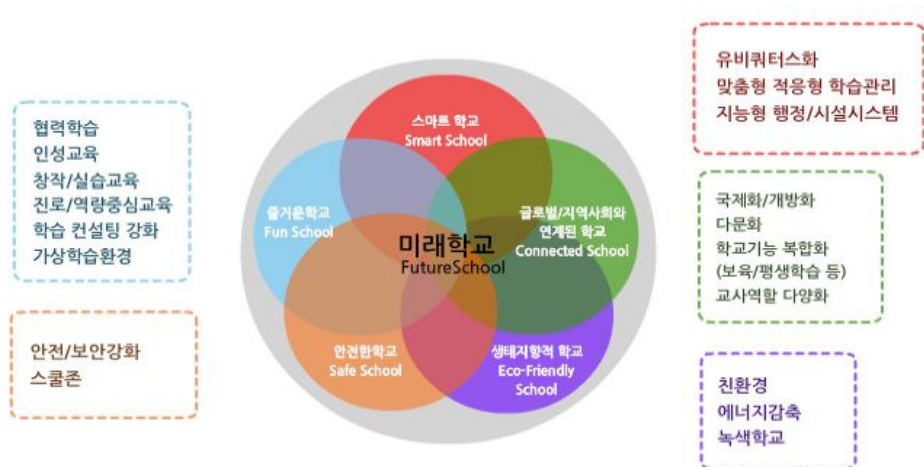 협력학습
인성교육
창작/실습교육
진로/역량중심교육
학습 컨설팅 강화
가상학습환경
안전/보안강화
스쿨존
스마트 학교
Smart School
즐거운학교
Fun School
글로벌/지역사회와
연계된 학교
Connected School
미래학교
FutureSchool
안전한학교
Safe School
생태지향적 학교
Eco-Friendly
School
유비쿼터스화
맞춤형 적응형 학습관리
지능형 행정/시설시스템
국제화/개방화
다문화
학교기능 복합화
(보육/평생학습 등)
교사역할 다양화
친환경
에너지감축
녹색학교